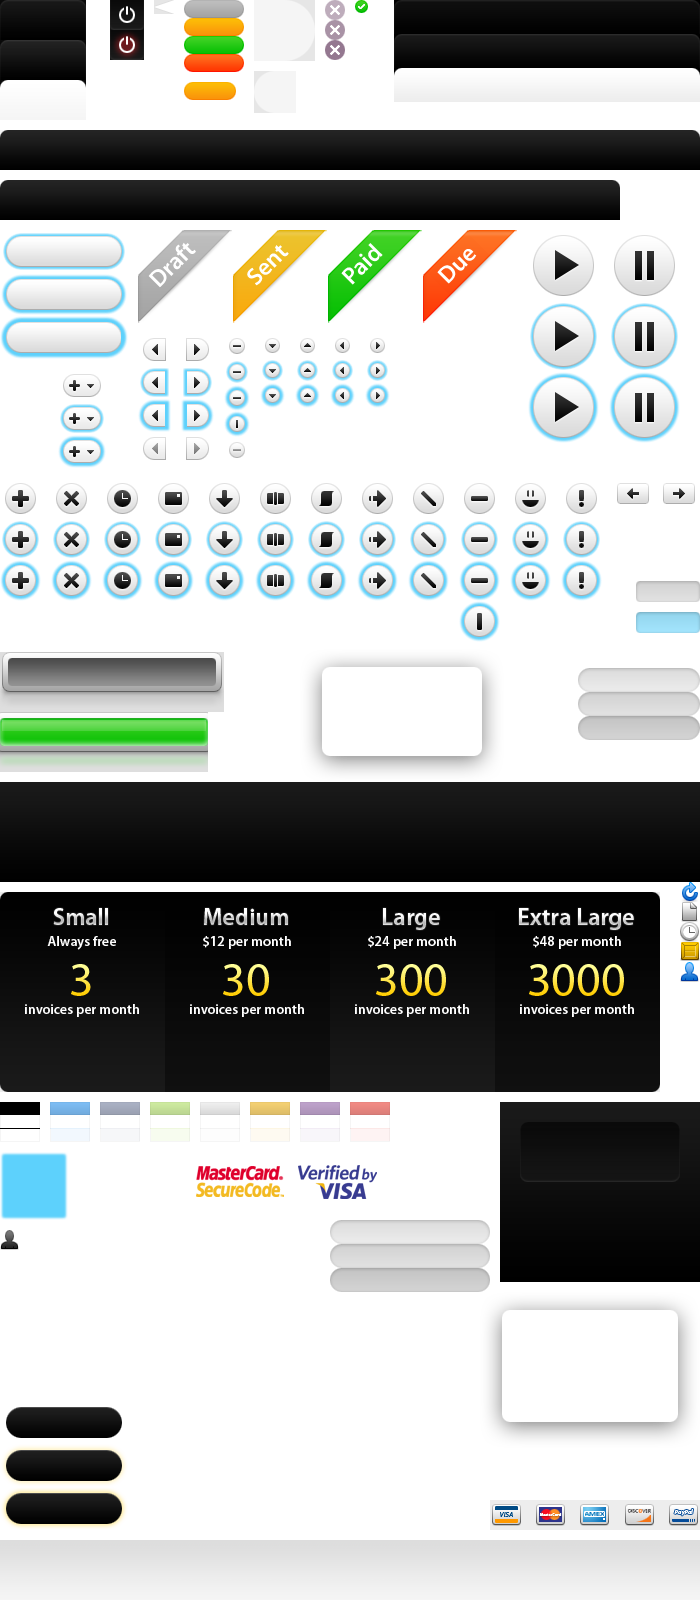 Draft
Sent
Paid
Due
Small
Medium
Large
Extra Large
Always free
$12 per month
$24 per month
$48 per month
3
30
300
3000
invoices per month
invoices per month
invoices per month
invoices per month
MasterCard.
SecureCode.
Verified by
VISA
VISA
MasterCard
AMEX
DISCOVER
PayPal